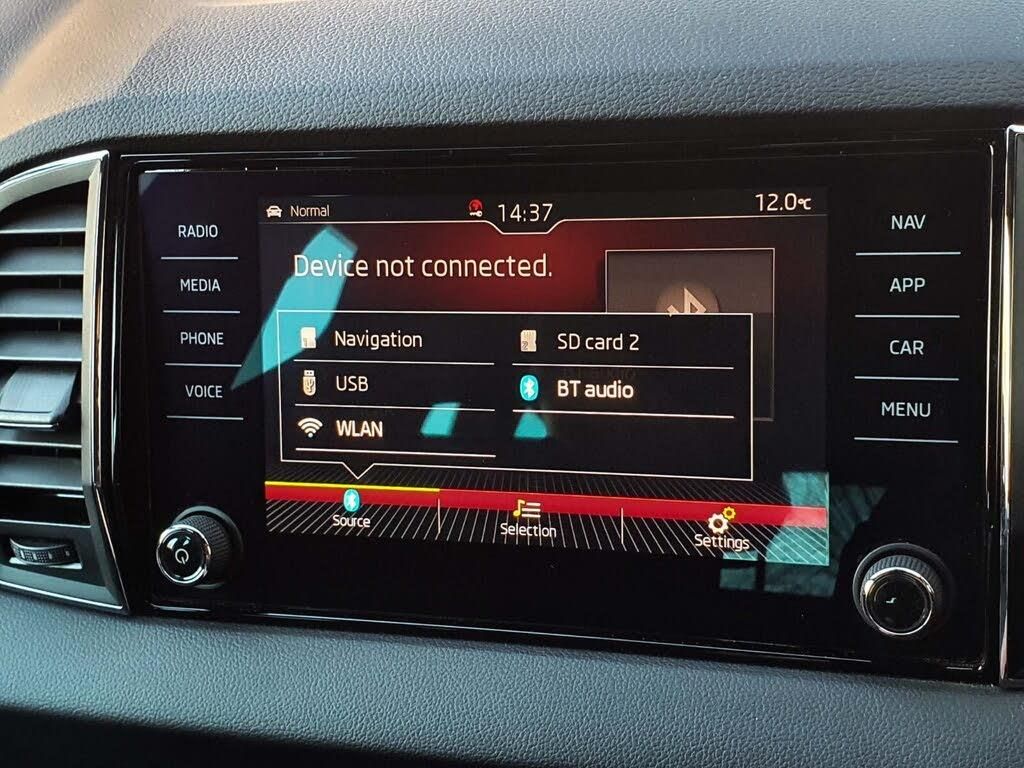 RADIO
MEDIA
PHONE
VOICE
Normal
14:37
12.0°C
Device not connected.
Navigation
USB
WLAN
SD card 2
BT audio
Source
Selection
Settings
NAV
APP
CAR
MENU